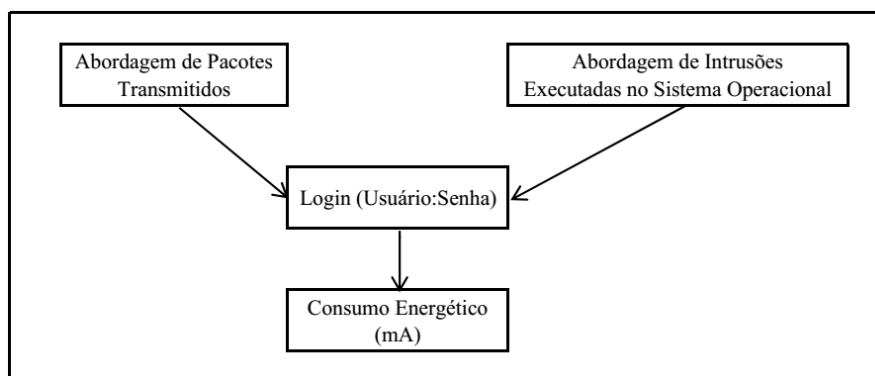 Abordagem de Pacotes
Transmitidos
Abordagem de Intrusões
Executadas no Sistema Operacional
Login (Usuário:Senha)
Consumo Energético
(mA)